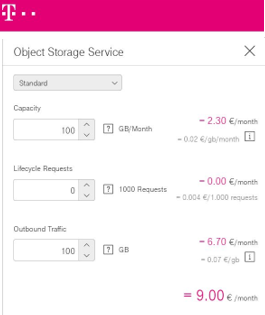 T · ·
Object Storage Service
Standard
Capacity
100 ? GB/Month
= 2.30 €/month
= 0.02 €/gb/month i
Lifecycle Requests
0 ? 1000 Requests
= 0.00 €/month
= 0.004 €/1.000 requests
Outbound Traffic
100 ? GB
= 6.70 €/month
= 0.07 €/gb i
= 9.00 € /month